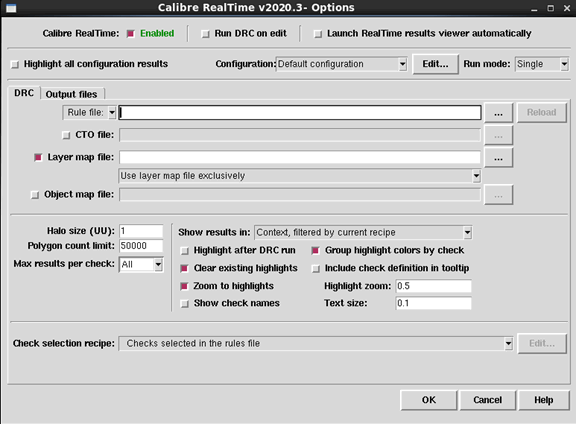 Calibre RealTime v2020.3- Options
Calibre RealTime: Enabled Run DRC on edit Launch RealTime results viewer automatically
Highlight all configuration results Configuration: Default configuration Edit... Run mode: Single
DRC Output files
Rule file: ... Reload
CTO file: ...
Layer map file: ...
Use layer map file exclusively
Object map file: ...
Halo size (UU): 1 Show results in: Context, filtered by current recipe
Polygon count limit: 50000 Highlight after DRC run Group highlight colors by check
Max results per check: All Clear existing highlights Include check definition in tooltip
Zoom to highlights Highlight zoom: 0.5
Show check names Text size: 0.1
Check selection recipe: Checks selected in the rules file Edit...
OK Cancel Help